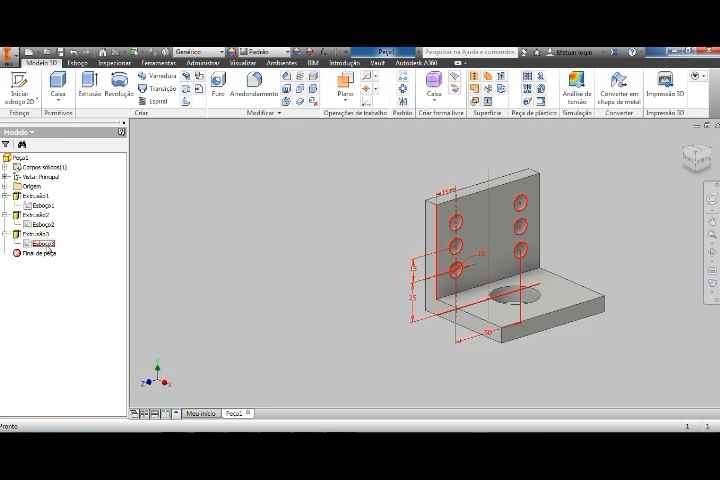 Genérico
Padrão
Peça1
Pesquisar na Ajuda e comandos.
Efetuar login
Modelo 3D Esboço Inspecionar Ferramentas Administrar Visualizar Ambientes BIM Introdução Vault Autodesk A360
Iniciar esboço 2D
Caixa
Extrusão
Revolução
Varredura
Transição
Espiral
Furo
Arredondamento
Plano
Caixa
Análise de tensão
Converter em chapa de metal
Impressão 3D
Esboço Primitivos Criar Modificar Operações de trabalho Padrão Criar forma livre Superfície Peça de plástico Simulação Converter Impressão 3D
Modelo
Peça1
Corpos sólidos(1)
Vista: Principal
Origem
Extrusão1
Esboço1
Extrusão2
Esboço2
Extrusão3
Esboço3
Final de peça
10
15
25
50
Y
Z
X
Meu início
Peça1
Pronto
1
1